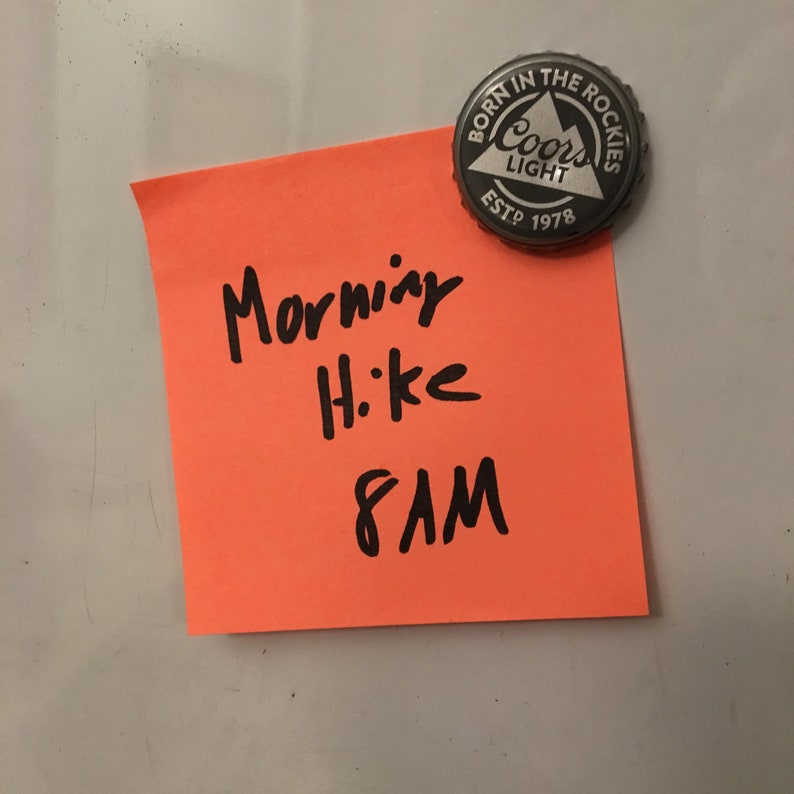 BORN IN THE ROCKIES
Coors
LIGHT
ESTD 1978
Morning
Hike
8AM